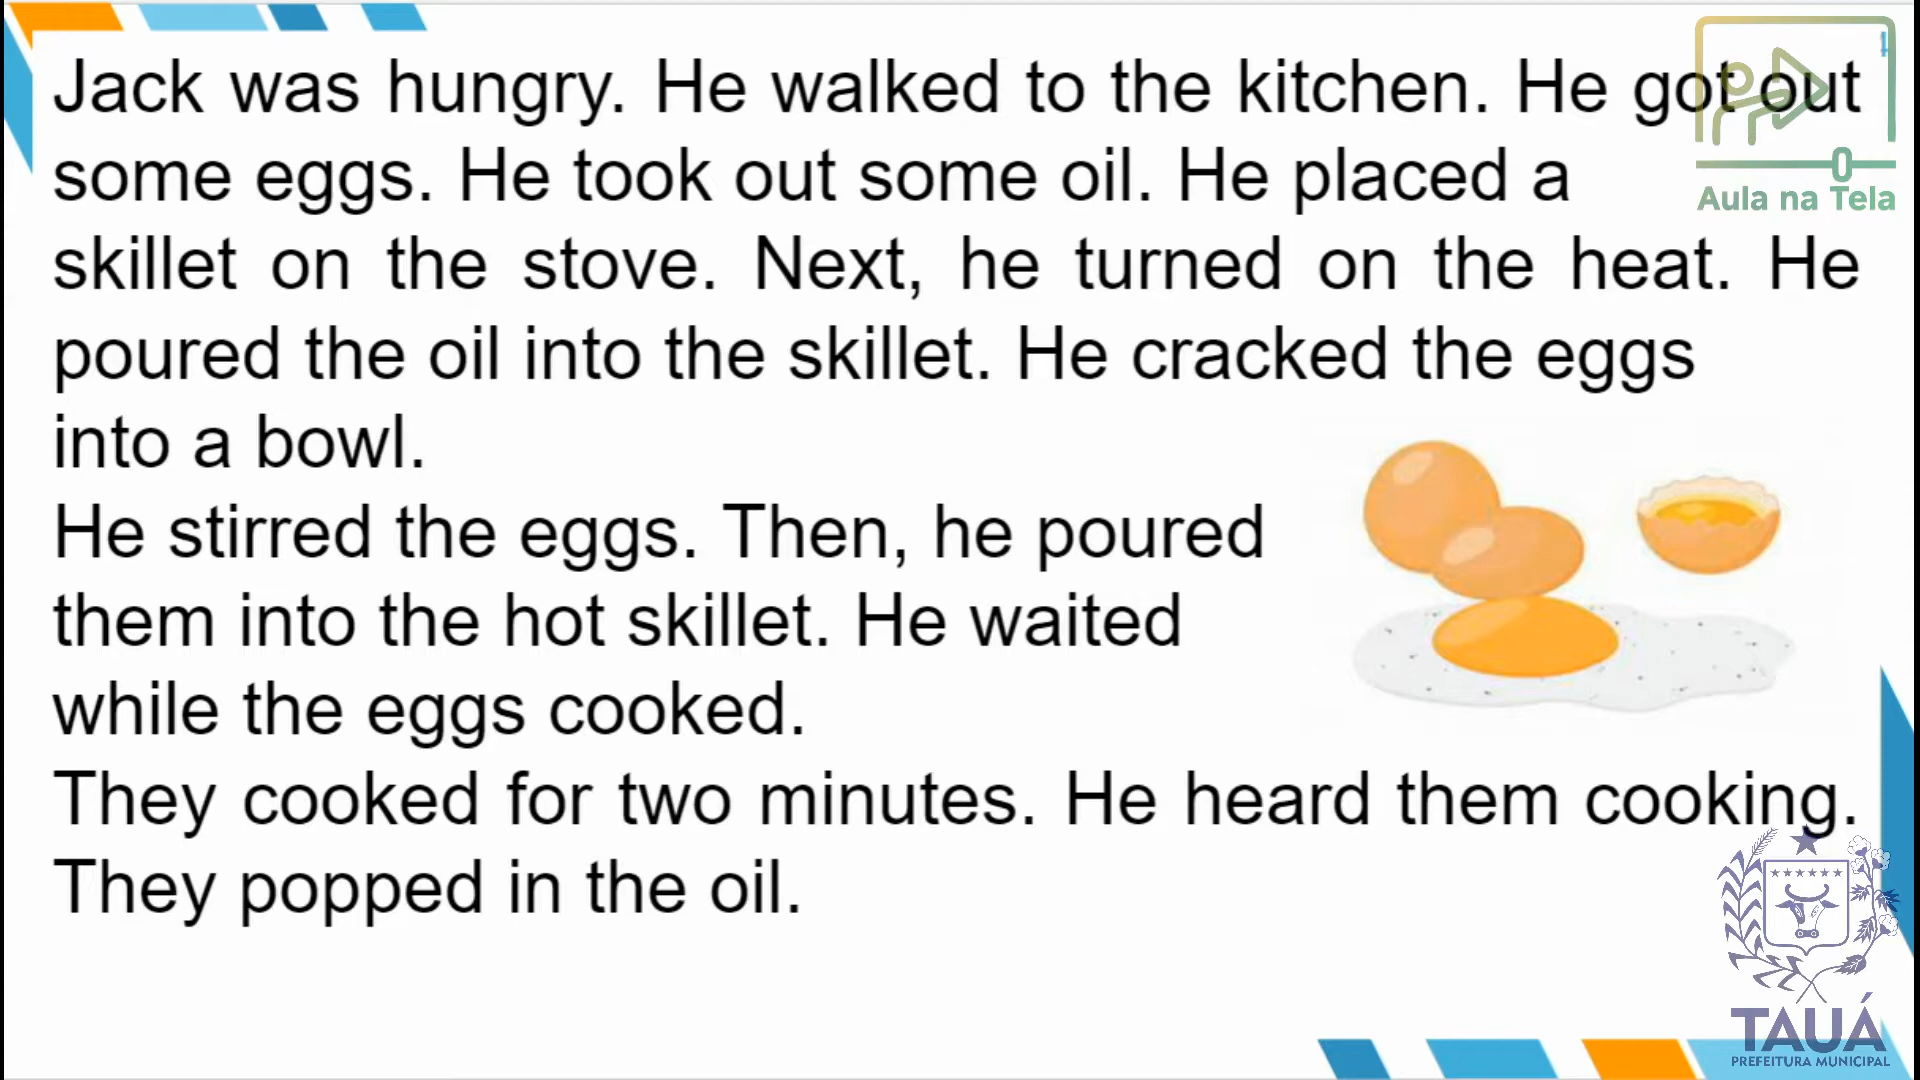 Jack was hungry. He walked to the kitchen. He got out
some eggs. He took out some oil. He placed a
skillet on the stove. Next, he turned on the heat. He
poured the oil into the skillet. He cracked the eggs
into a bowl.
He stirred the eggs. Then, he poured
them into the hot skillet. He waited
while the eggs cooked.
They cooked for two minutes. He heard them cooking.
They popped in the oil.
Aula na Tela
TAUÁ
PREFEITURA MUNICIPAL